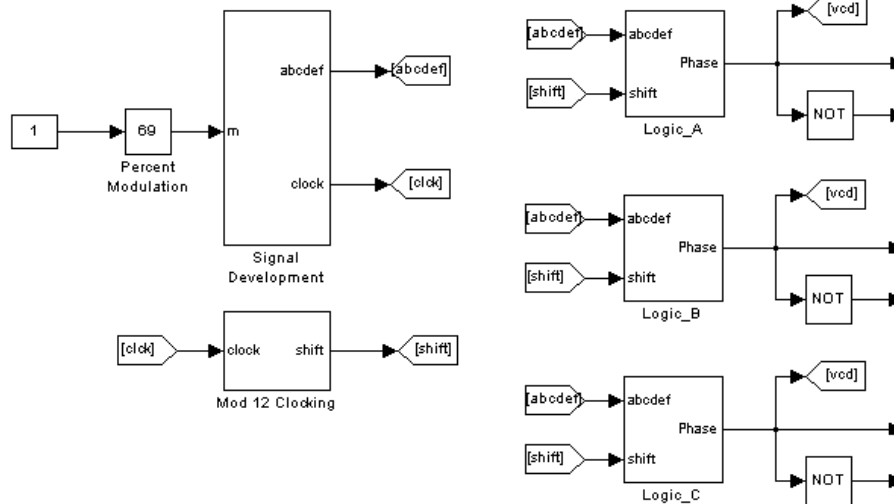 1
69
Percent
Modulation
m
abcdef
clock
Signal
Development
[abcdef]
[clck]
[clck]
clock
shift
Mod 12 Clocking
[shift]
[abcdef]
[shift]
abcdef
shift
Phase
Logic_A
[vcd]
NOT
[abcdef]
[shift]
abcdef
shift
Phase
Logic_B
[vcd]
NOT
[abcdef]
[shift]
abcdef
shift
Phase
Logic_C
[vcd]
NOT